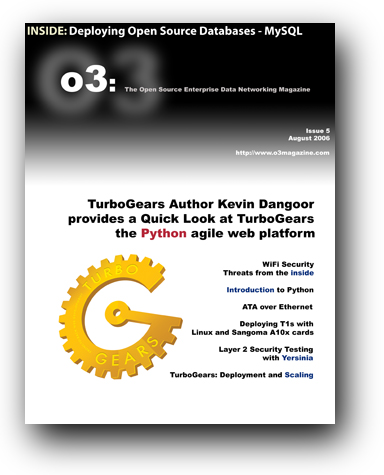 INSIDE: Deploying Open Source Databases - MySQL
o3
o3: The Open Source Enterprise Data Networking Magazine
Issue 5
August 2006
http://www.o3magazine.com
TurboGears Author Kevin Dangoor
provides a Quick Look at TurboGears
the Python agile web platform
TURBO
GEARS
WiFi Security
Threats from the inside
Introduction to Python
ATA over Ethernet
Deploying T1s with
Linux and Sangoma A10x cards
Layer 2 Security Testing
with Yersinia
TurboGears: Deployment and Scaling